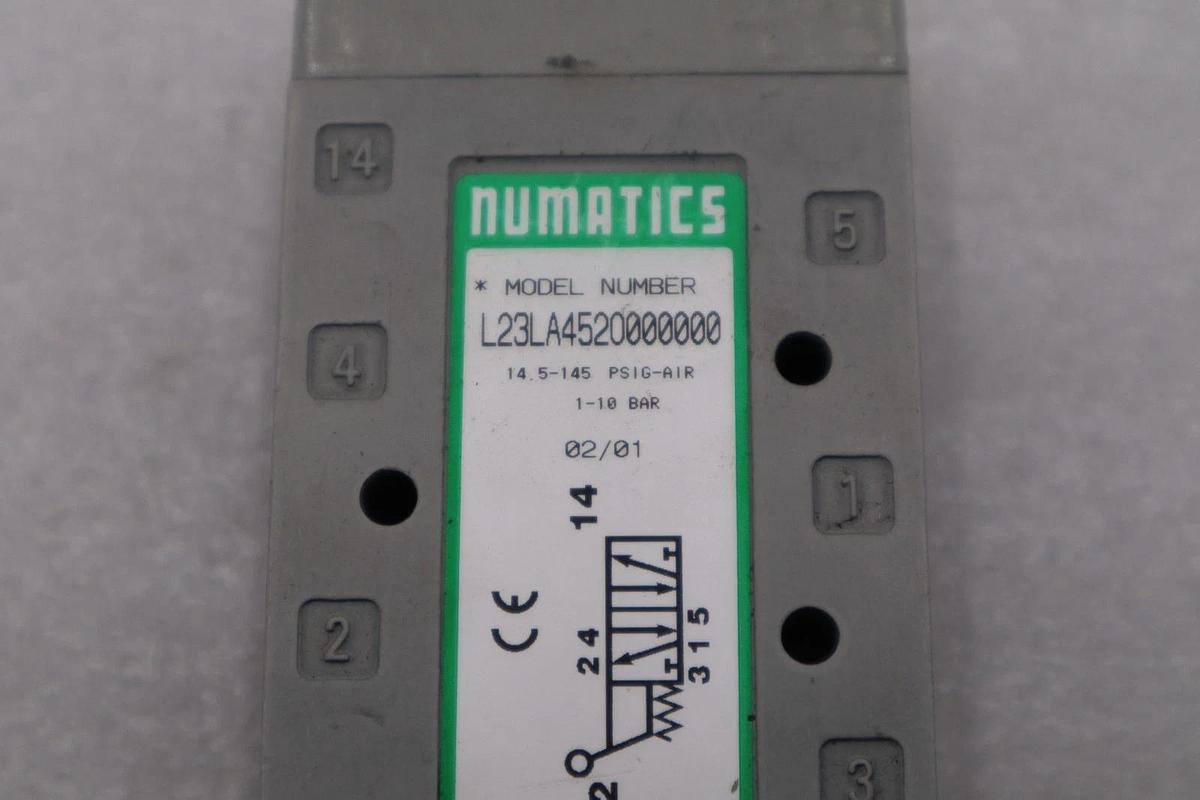 14
NUMATICS
5
* MODEL NUMBER
L23LA4520000000
14.5-145 PSIG-AIR
4
1-10 BAR
02/01
1
14
CE
2
2 4
3 1 5
3
2